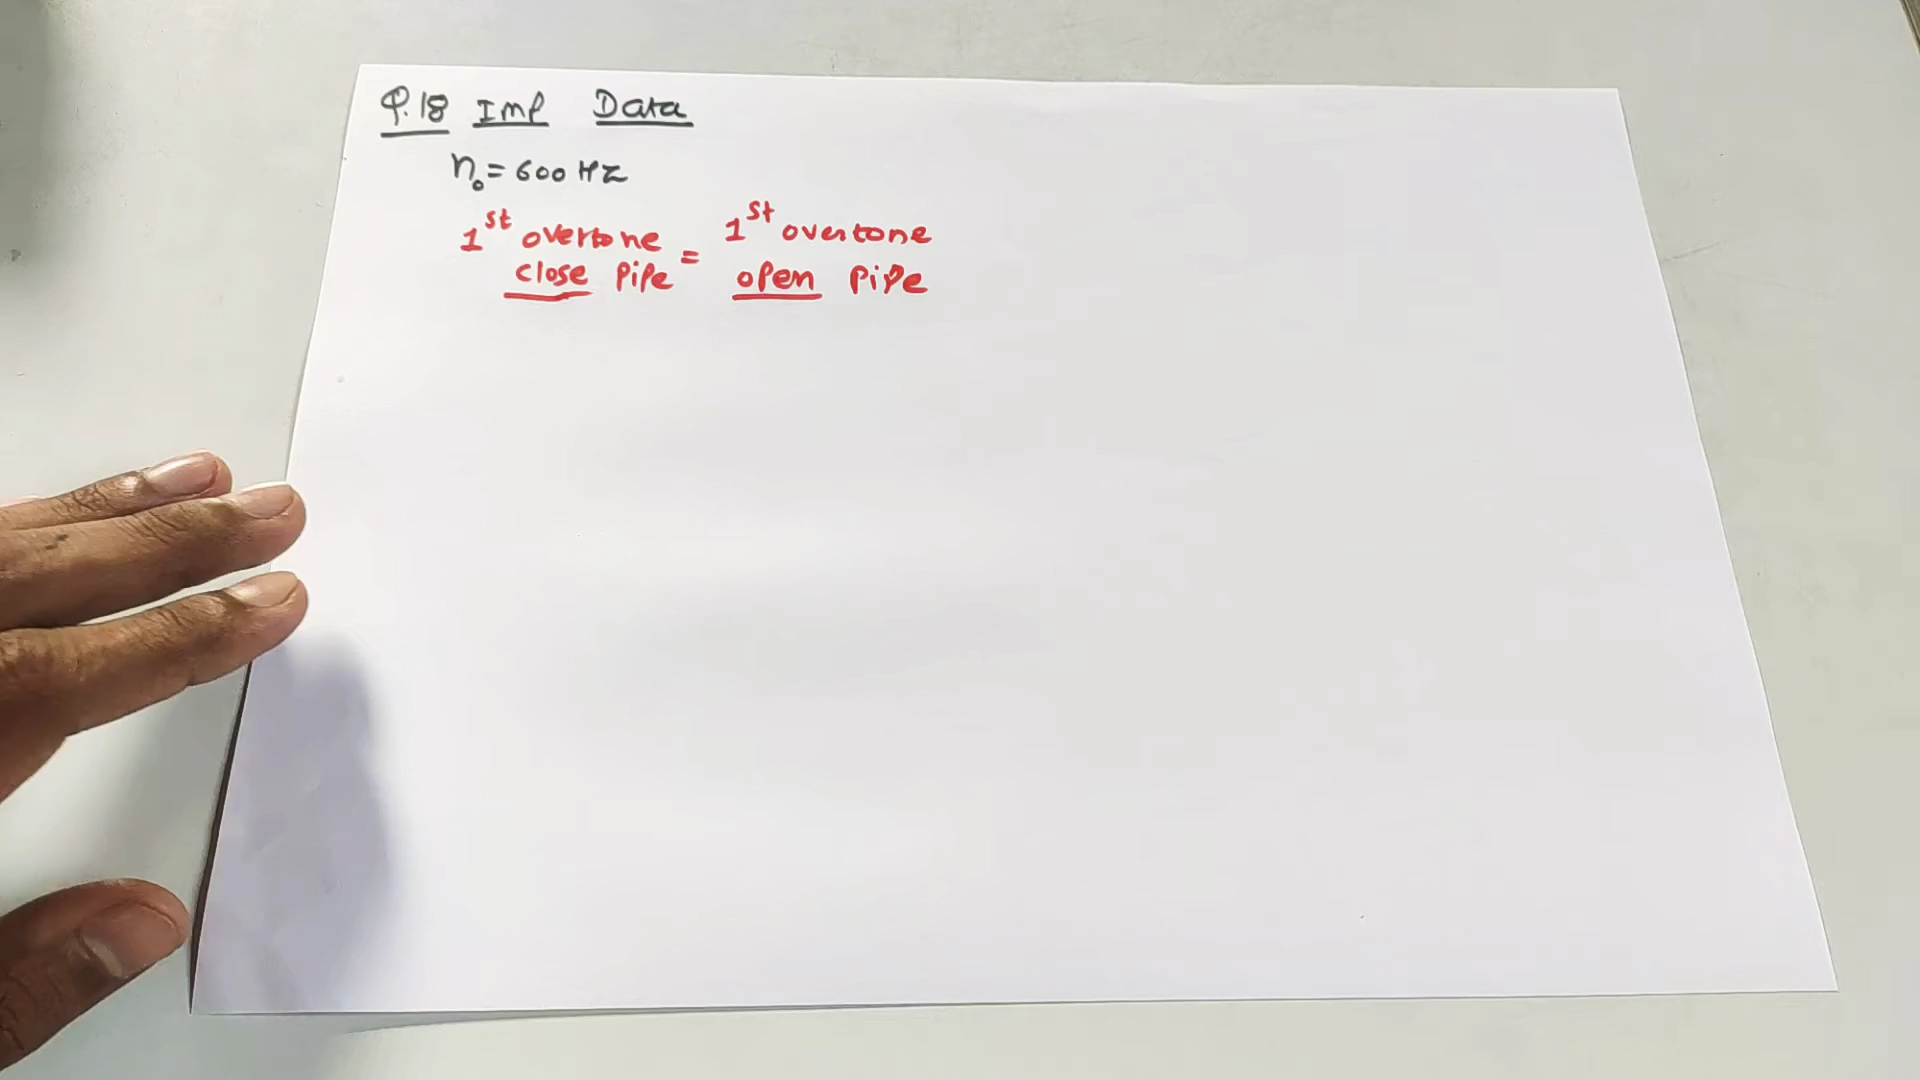 Q.18 Imp Data
n₀ = 600 Hz
1st overtone = 1st overtone
close pipe open pipe